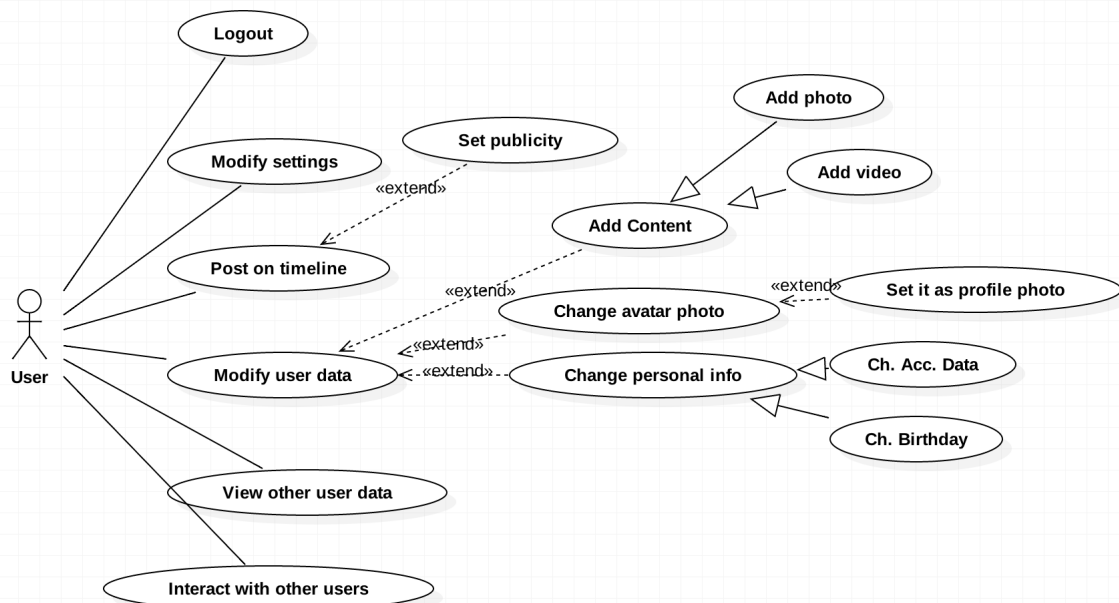 Logout
Add photo
Set publicity
Modify settings
Add video
«extend»
Add Content
Post on timeline
«extend»
«extend»
Set it as profile photo
Change avatar photo
«extend»
User
Modify user data
«extend»
Change personal info
Ch. Acc. Data
Ch. Birthday
View other user data
Interact with other users